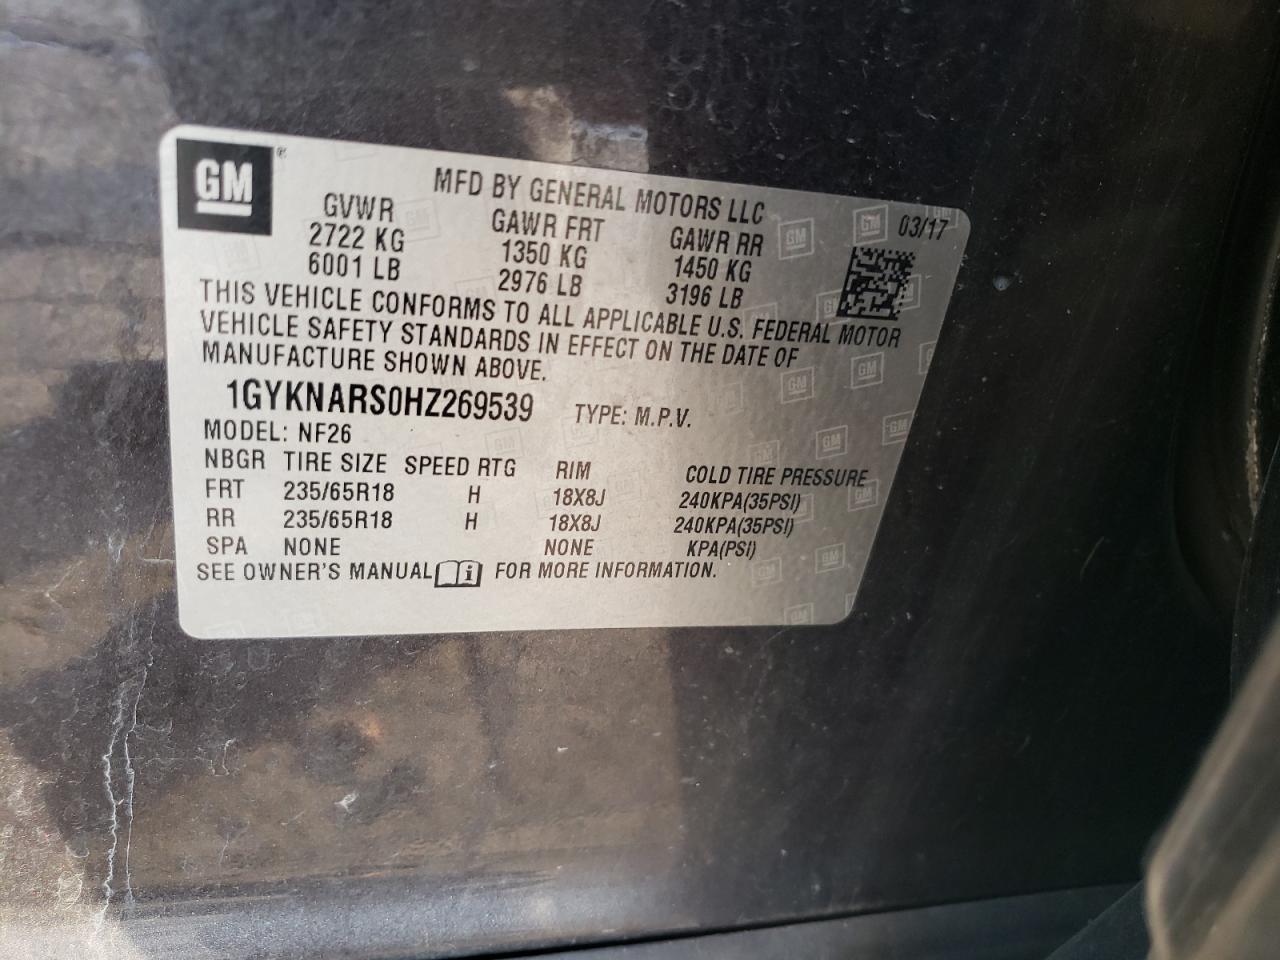 GM
MFD BY GENERAL MOTORS LLC
03/17
GVWR GAWR FRT GAWR RR
2722 KG 1350 KG 1450 KG
6001 LB 2976 LB 3196 LB
THIS VEHICLE CONFORMS TO ALL APPLICABLE U.S. FEDERAL MOTOR
VEHICLE SAFETY STANDARDS IN EFFECT ON THE DATE OF
MANUFACTURE SHOWN ABOVE.
1GYKNARS0HZ269539 TYPE: M.P.V.
MODEL: NF26
NBGR TIRE SIZE SPEED RTG RIM COLD TIRE PRESSURE
FRT 235/65R18 H 18X8J 240KPA(35PSI)
RR 235/65R18 H 18X8J 240KPA(35PSI)
SPA NONE NONE KPA(PSI)
SEE OWNER'S MANUAL i FOR MORE INFORMATION.